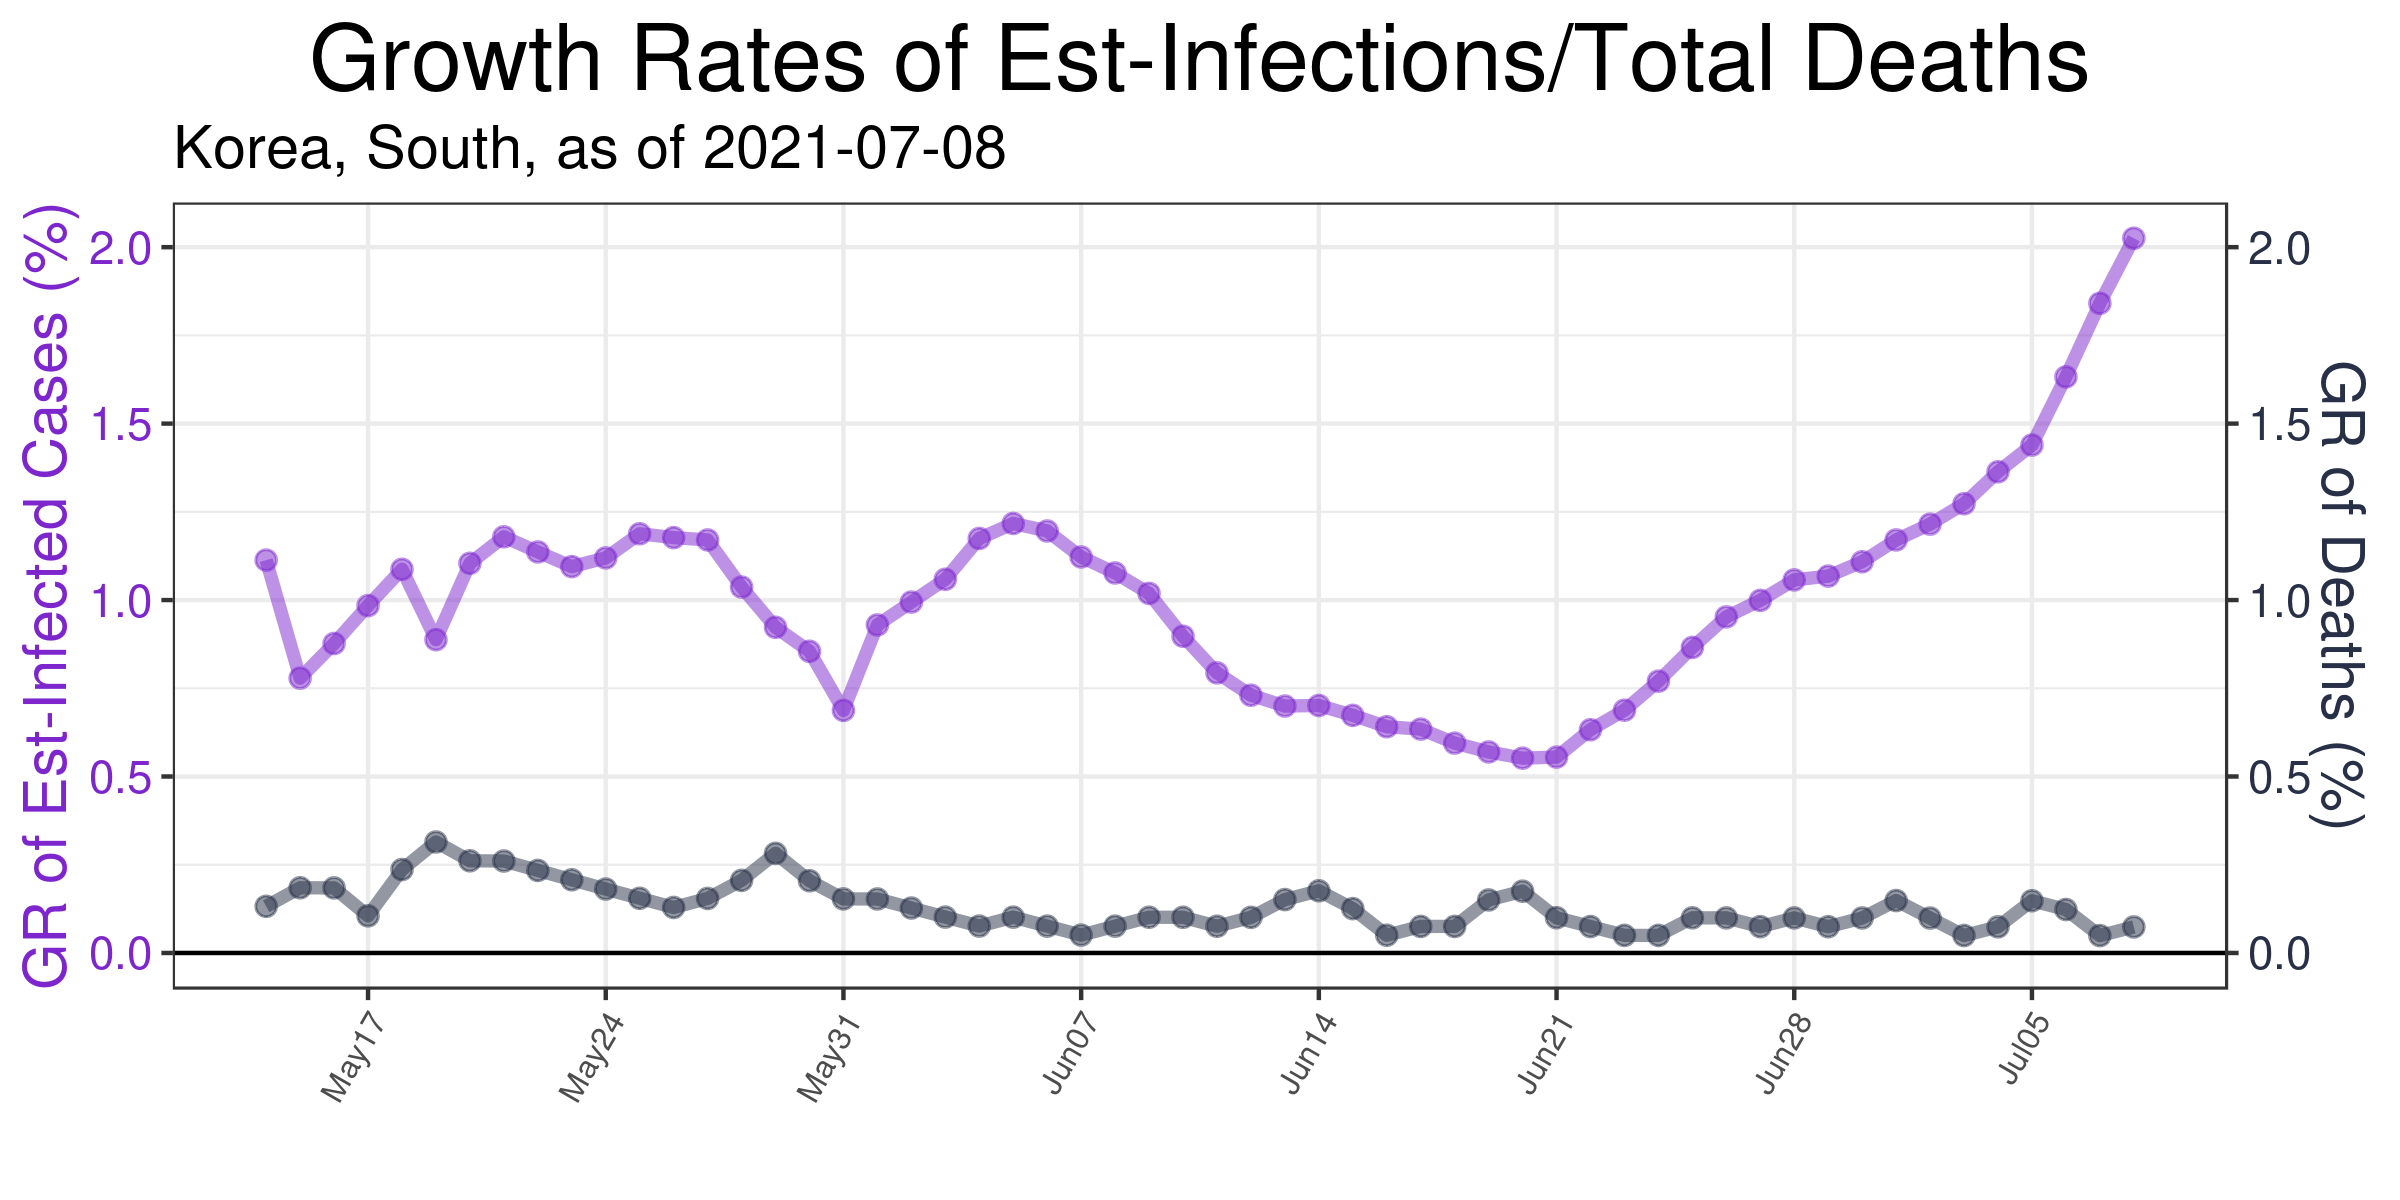 Growth Rates of Est-Infections/Total Deaths
Korea, South, as of 2021-07-08
GR of Est-Infected Cases (%)
2.0
1.5
1.0
0.5
0.0
2.0
1.5
1.0
0.5
0.0
GR of Deaths (%)
May17
May24
May31
Jun07
Jun14
Jun21
Jun28
Jul05